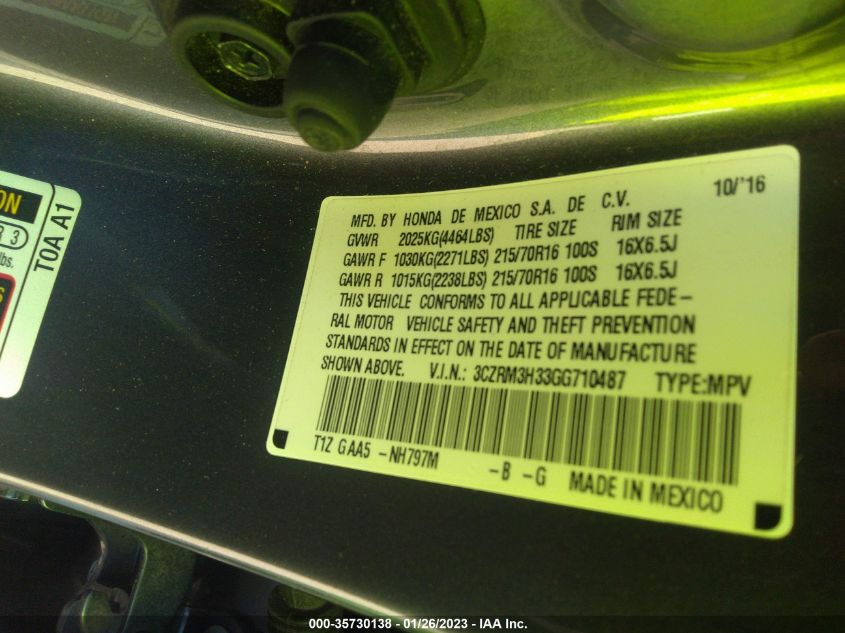 ON
R 3
lbs.
TOA A1
MFD. BY HONDA DE MEXICO S.A. DE C.V. 10/'16
GVWR 2025KG(4464LBS) TIRE SIZE RIM SIZE
GAWR F 1030KG(2271LBS) 215/70R16 100S 16X6.5J
GAWR R 1015KG(2238LBS) 215/70R16 100S 16X6.5J
THIS VEHICLE CONFORMS TO ALL APPLICABLE FEDE–
RAL MOTOR VEHICLE SAFETY AND THEFT PREVENTION
STANDARDS IN EFFECT ON THE DATE OF MANUFACTURE
SHOWN ABOVE. V.I.N.: 3CZRM3H33GG710487 TYPE:MPV
T1Z GAA5 –NH797M –B –G MADE IN MEXICO
000-35730138 - 01/26/2023 - IAA Inc.